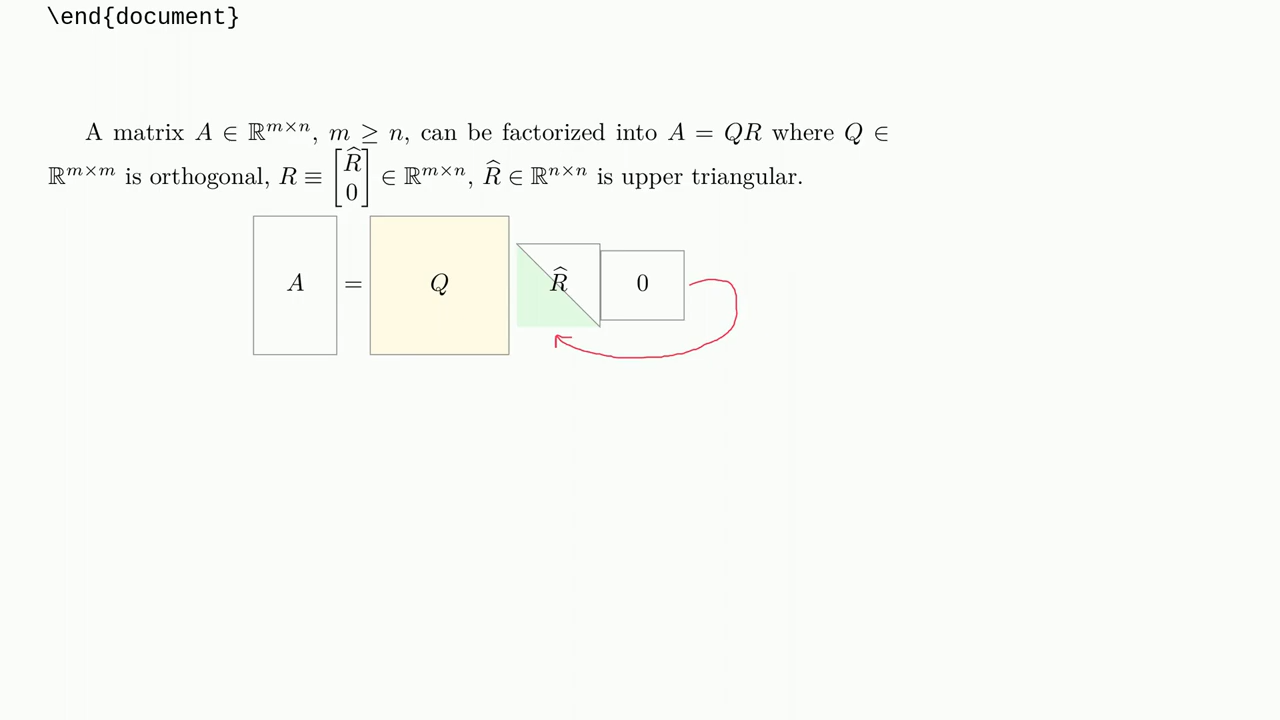 \end{document}
A matrix A ∈ ℝ^{m×n}, m ≥ n, can be factorized into A = QR where Q ∈
ℝ^{m×m} is orthogonal, R ≡ [R̂ 0] ∈ ℝ^{m×n}, R̂ ∈ ℝ^{n×n} is upper triangular.
A = Q R̂ 0